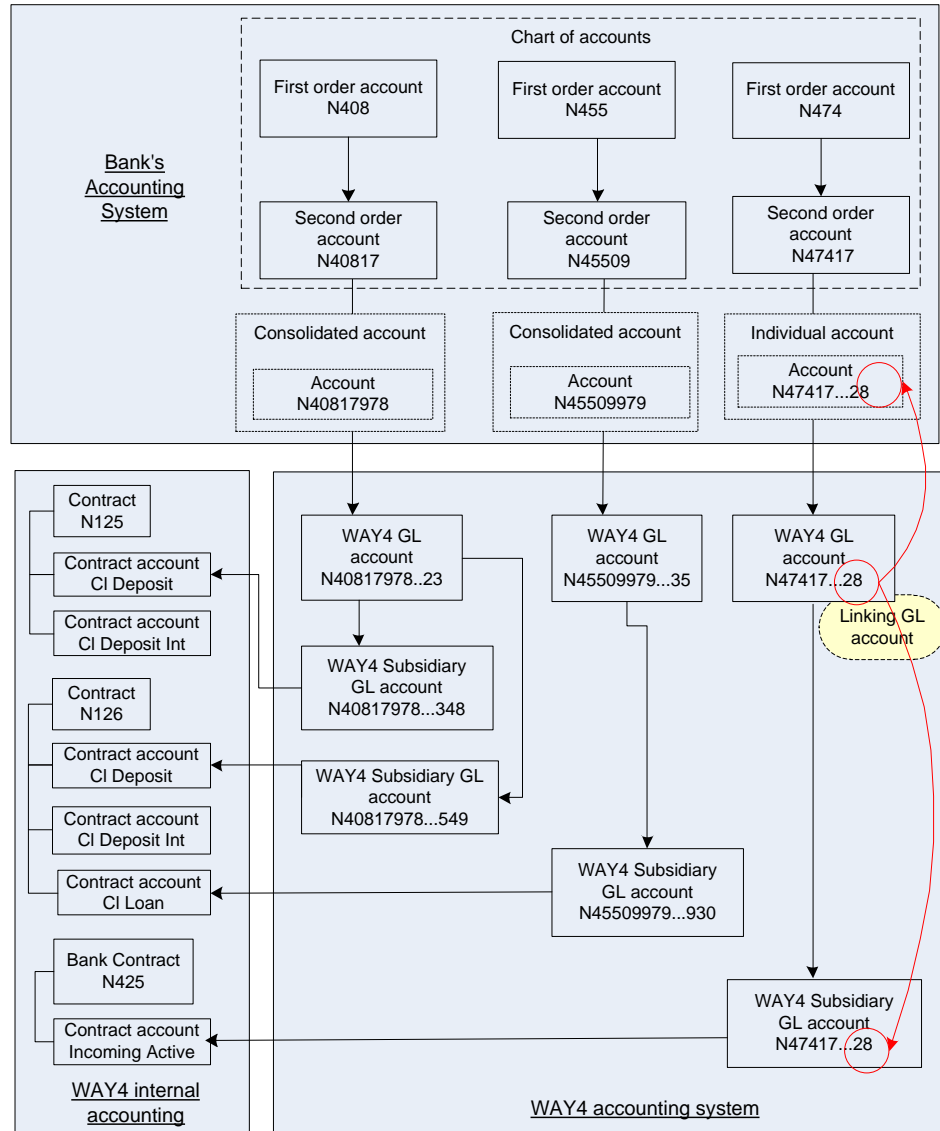 Chart of accounts
First order account
N408
First order account
N455
First order account
N474
Bank's
Accounting
System
Second order
account
N40817
Second order
account
N45509
Second order
account
N47417
Consolidated account
Account
N40817978
Consolidated account
Account
N45509979
Individual account
Account
N47417...28
Contract
N125
Contract account
Cl Deposit
Contract account
Cl Deposit Int
Contract
N126
Contract account
Cl Deposit
Contract account
Cl Deposit Int
Contract account
Cl Loan
Bank Contract
N425
Contract account
Incoming Active
WAY4 internal
accounting
WAY4 GL
account
N40817978..23
WAY4 GL
account
N45509979...35
WAY4 GL
account
N47417...28
Linking GL
account
WAY4 Subsidiary
GL account
N40817978...348
WAY4 Subsidiary GL
account
N40817978...549
WAY4 Subsidiary
GL account
N45509979...930
WAY4 Subsidiary
GL account
N47417...28
WAY4 accounting system